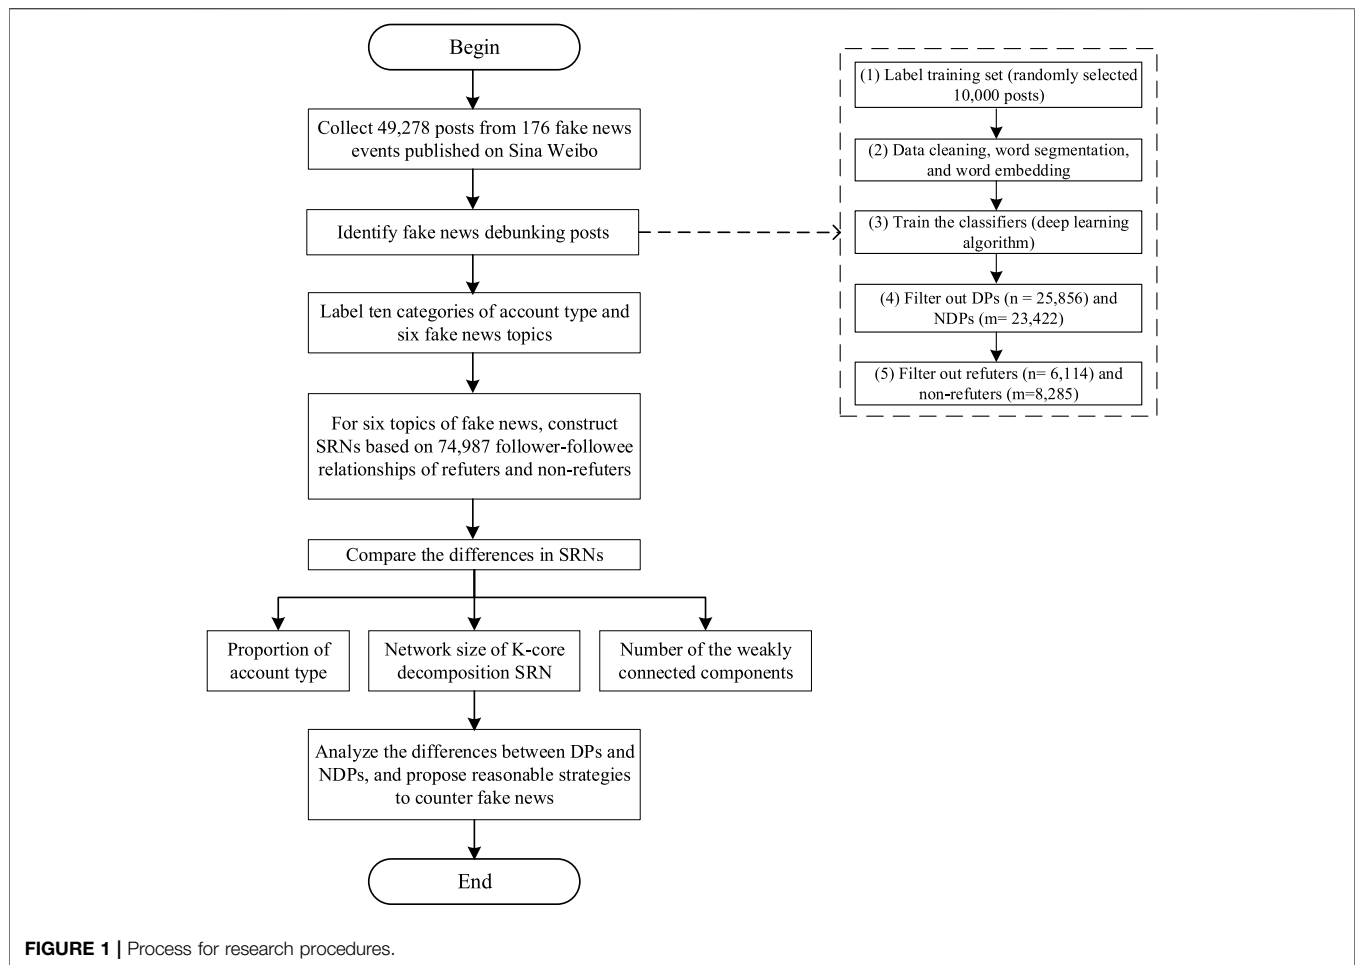 Begin
Collect 49,278 posts from 176 fake news
events published on Sina Weibo
Identify fake news debunking posts
Label ten categories of account type and
six fake news topics
For six topics of fake news, construct
SRNs based on 74,987 follower-followee
relationships of refuters and non-refuters
Compare the differences in SRNs
Proportion of
account type
Network size of K-core
decomposition SRN
Number of the weakly
connected components
Analyze the differences between DPs and
NDPs, and propose reasonable strategies
to counter fake news
End
(1) Label training set (randomly selected
10,000 posts)
(2) Data cleaning, word segmentation,
and word embedding
(3) Train the classifiers (deep learning
algorithm)
(4) Filter out DPs (n = 25,856) and
NDPs (m= 23,422)
(5) Filter out refuters (n= 6,114) and
non-refuters (m=8,285)
FIGURE 1 | Process for research procedures.